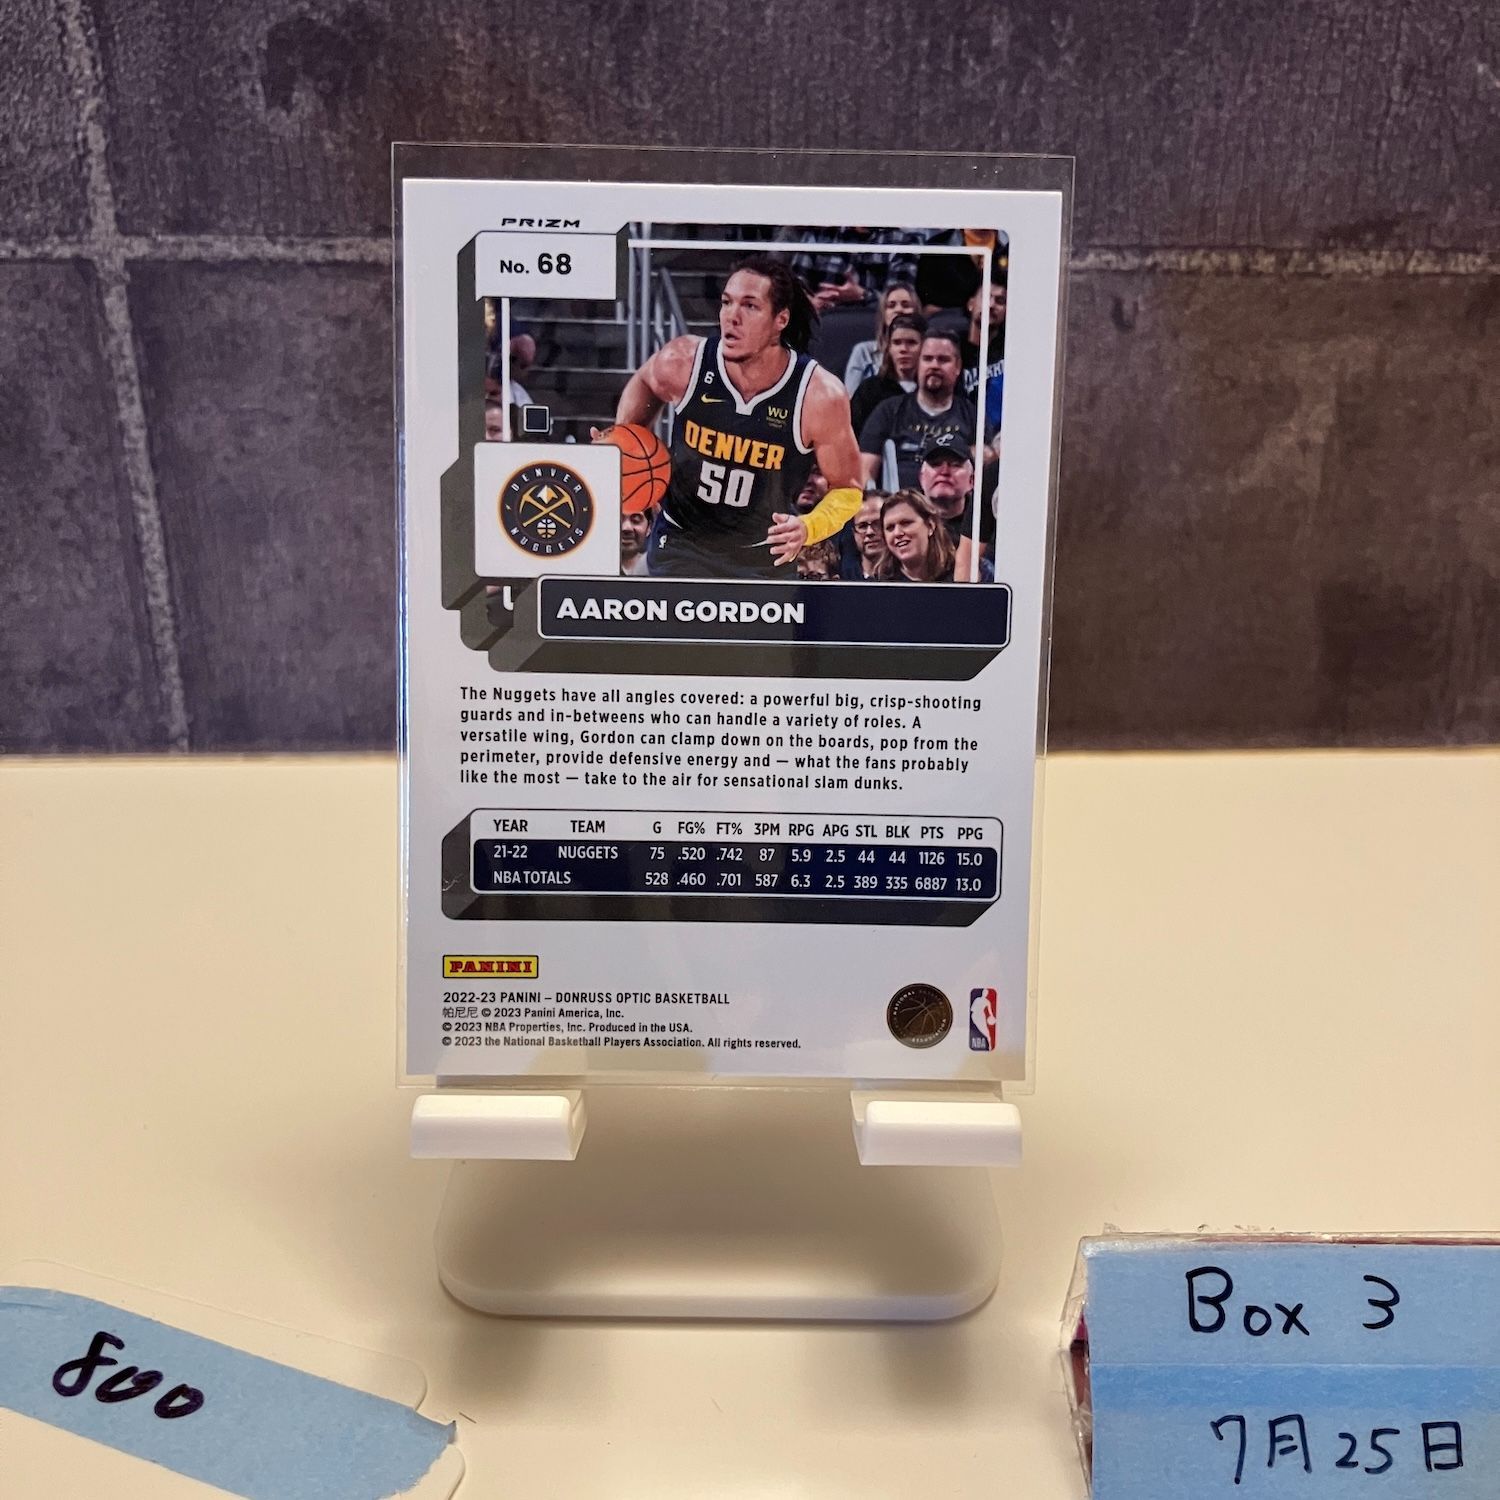 PRIZM
No. 68
6
WU
DENVER
50
DENVER
NUGGETS
AARON GORDON
The Nuggets have all angles covered: a powerful big, crisp-shooting
guards and in-betweens who can handle a variety of roles. A
versatile wing, Gordon can clamp down on the boards, pop from the
perimeter, provide defensive energy and — what the fans probably
like the most — take to the air for sensational slam dunks.
YEAR TEAM G FG% FT% 3PM RPG APG STL BLK PTS PPG
21-22 NUGGETS 75 .520 .742 87 5.9 2.5 44 44 1126 15.0
NBA TOTALS 528 .460 .701 587 6.3 2.5 389 335 6887 13.0
PANINI
2022-23 PANINI – DONRUSS OPTIC BASKETBALL
帕尼尼 © 2023 Panini America, Inc.
© 2023 NBA Properties, Inc. Produced in the USA.
© 2023 the National Basketball Players Association. All rights reserved.
NBA
800
Box 3
7月25日